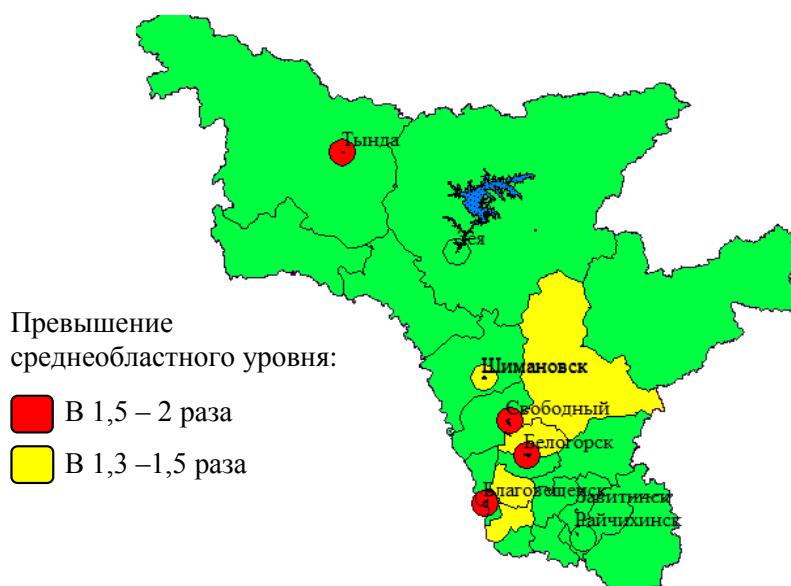 Тында
Зея
Шимановск
Свободный
Белогорск
Благовещенск
Завитинск
Райчихинск
Превышение
среднеобластного уровня:
В 1,5 – 2 раза
В 1,3 –1,5 раза